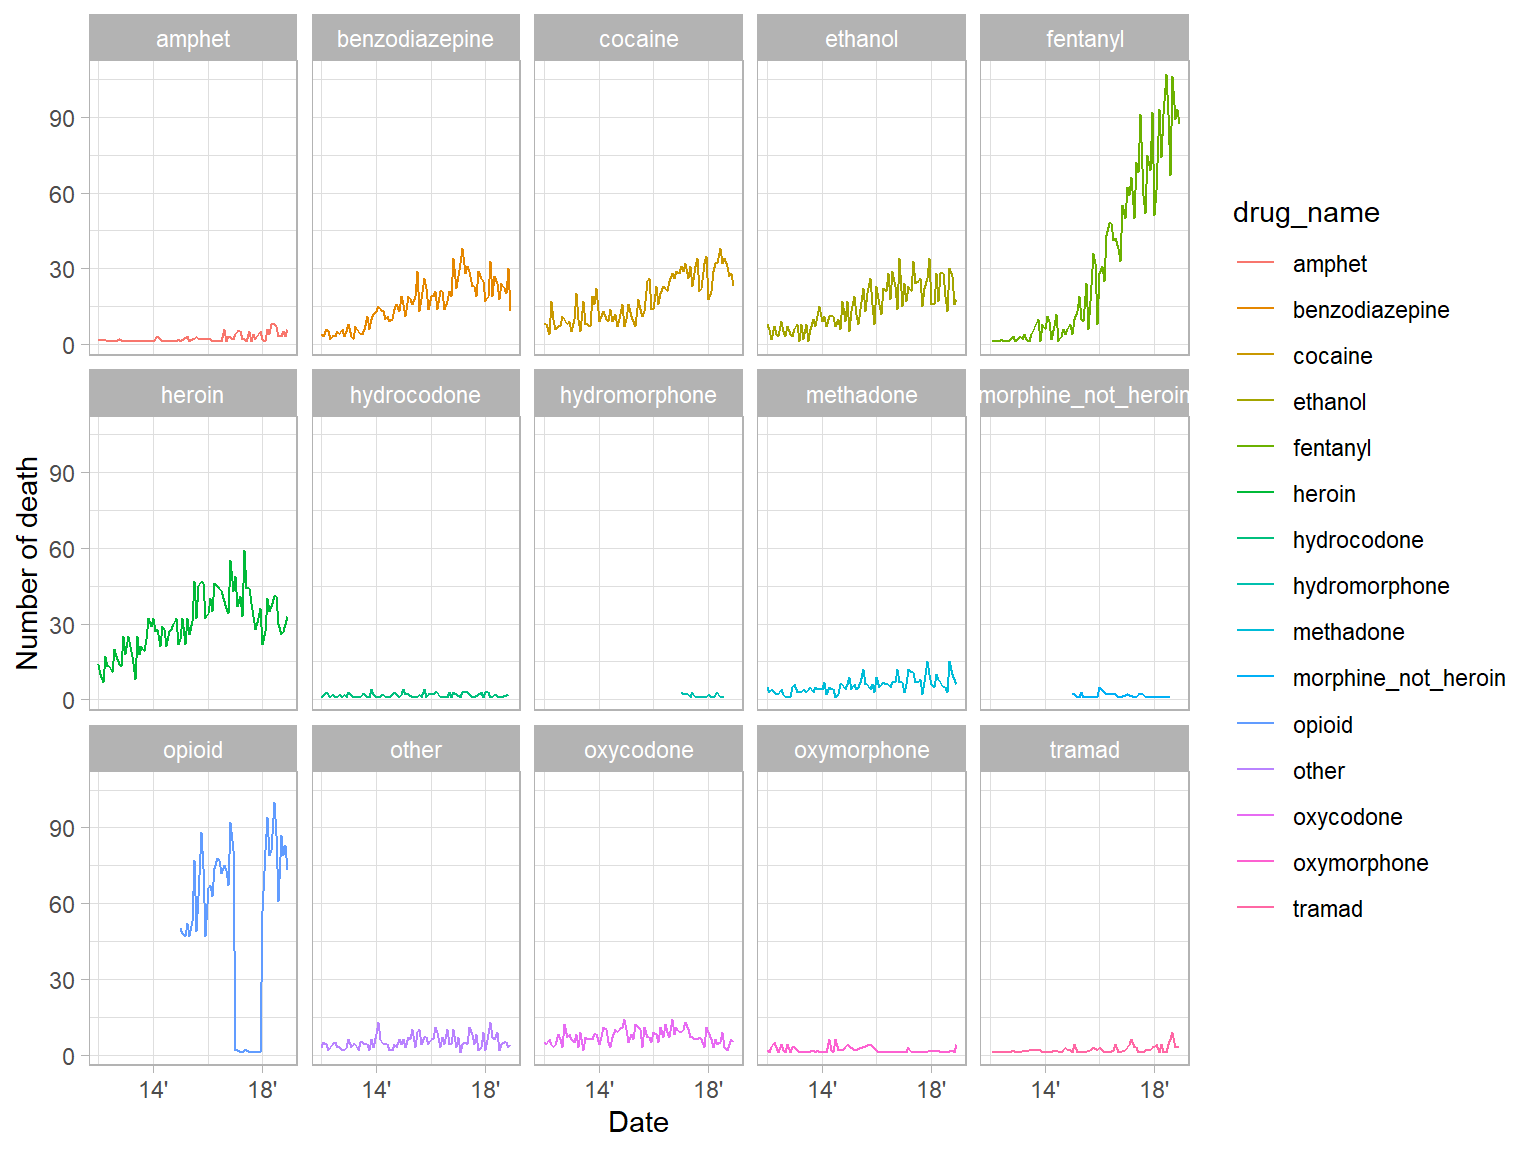 amphet
benzodiazepine
cocaine
ethanol
fentanyl
90
60
30
0
heroin
hydrocodone
hydromorphone
methadone
morphine_not_heroin
90
60
30
0
opioid
other
oxycodone
oxymorphone
tramad
90
60
30
0
14'
18'
14'
18'
14'
18'
14'
18'
14'
18'
Number of death
Date
drug_name
amphet
benzodiazepine
cocaine
ethanol
fentanyl
heroin
hydrocodone
hydromorphone
methadone
morphine_not_heroin
opioid
other
oxycodone
oxymorphone
tramad